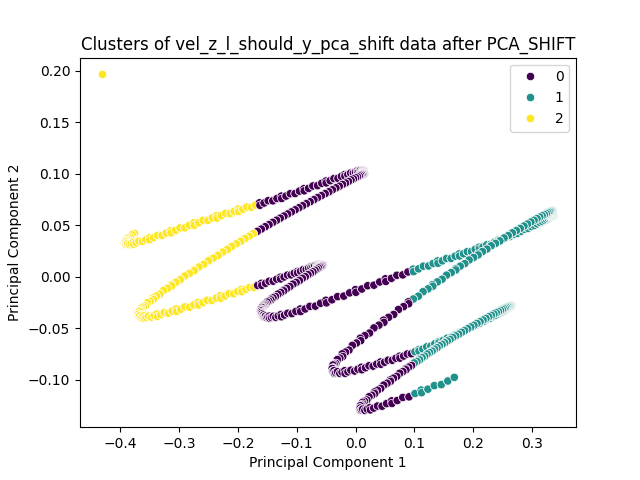 Clusters of vel_z_l_should_y_pca_shift data after PCA_SHIFT
0
1
2
0.20
0.15
0.10
0.05
0.00
−0.05
−0.10
Principal Component 2
−0.4 −0.3 −0.2 −0.1 0.0 0.1 0.2 0.3
Principal Component 1